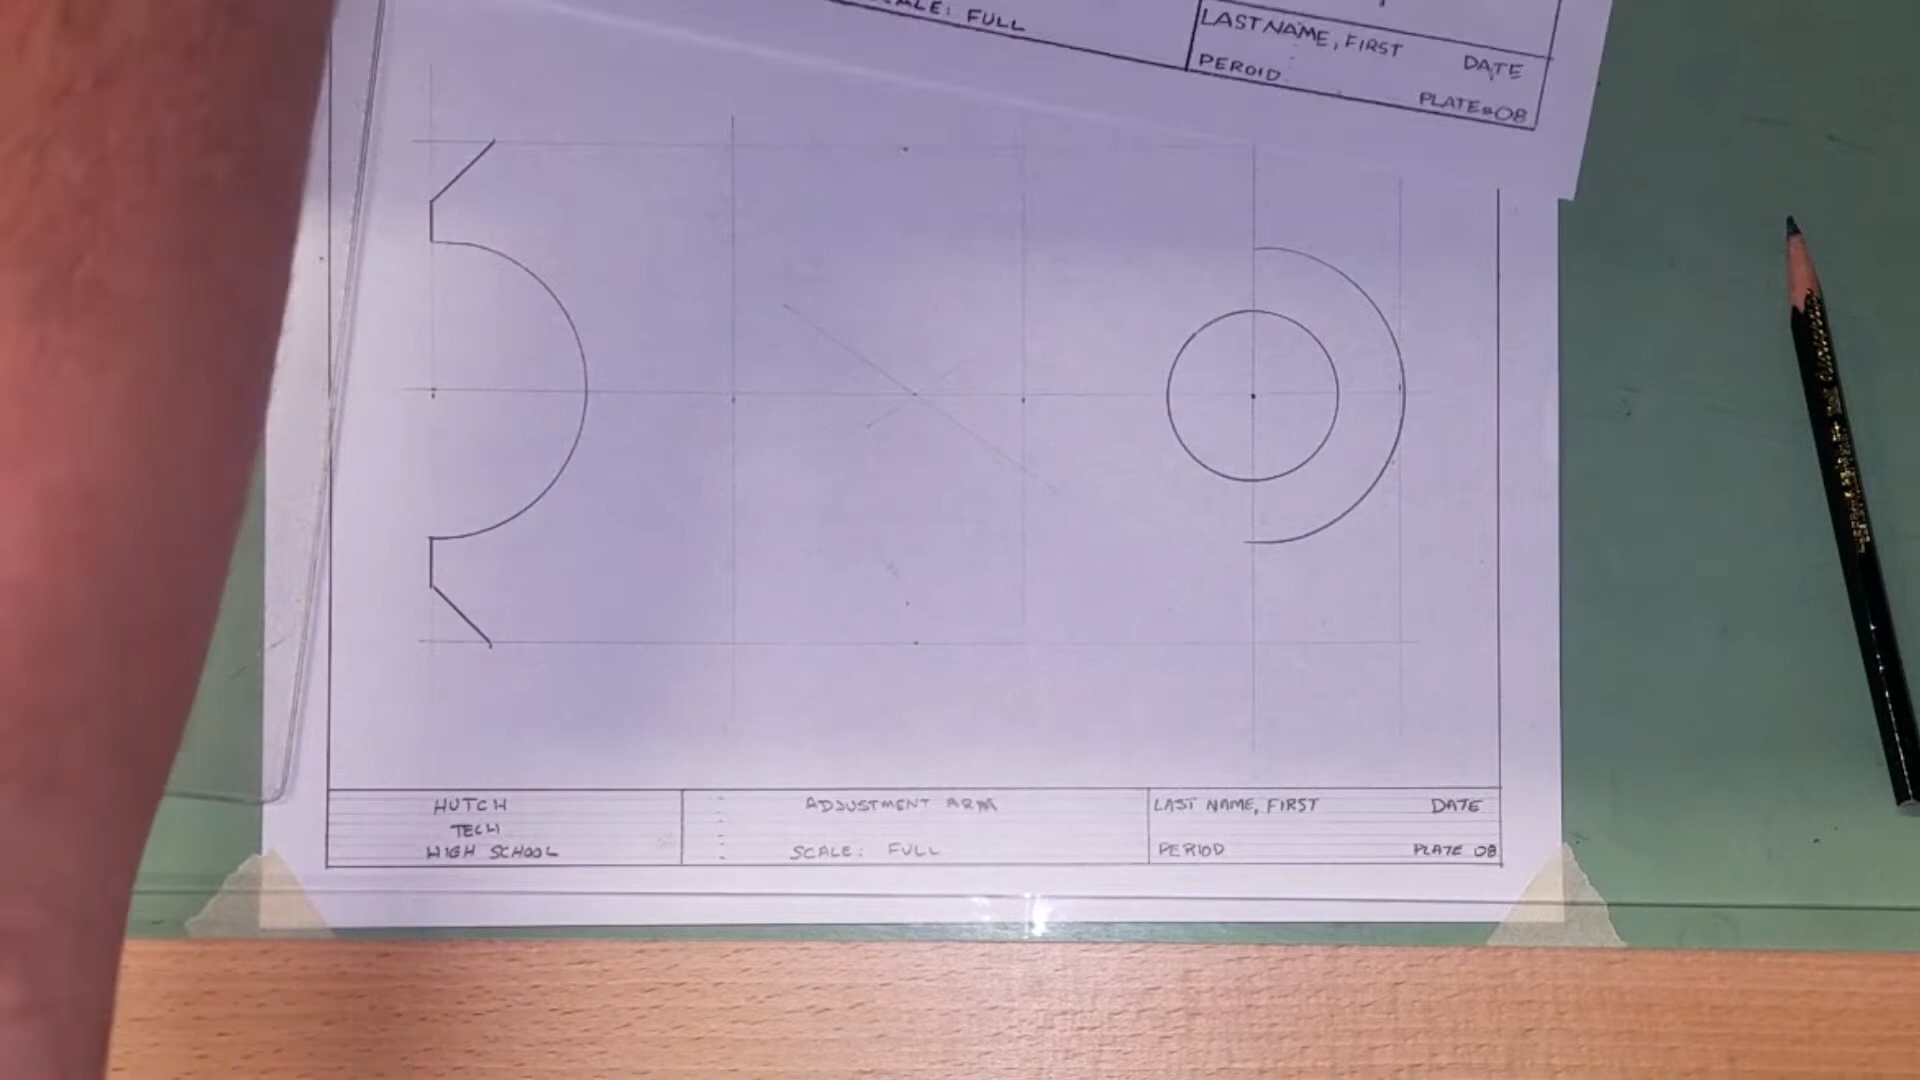 SCALE: FULL
LAST NAME, FIRST DATE
PEROID
PLATE#08
HUTCH
TECH
HIGH SCHOOL
ADJUSTMENT ARM
SCALE: FULL
LAST NAME, FIRST DATE
PERIOD PLATE 08